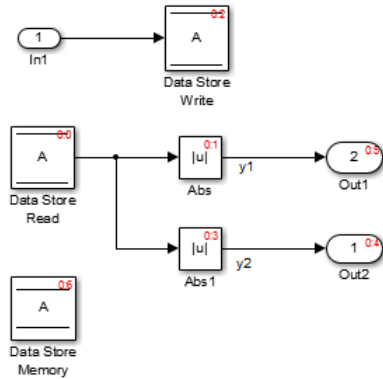 1
In1
0:2
A
Data Store
Write
0:0
A
Data Store
Read
0:1
|u|
Abs
y1
0:5
2
Out1
0:3
|u|
Abs1
y2
0:4
1
Out2
0:6
A
Data Store
Memory